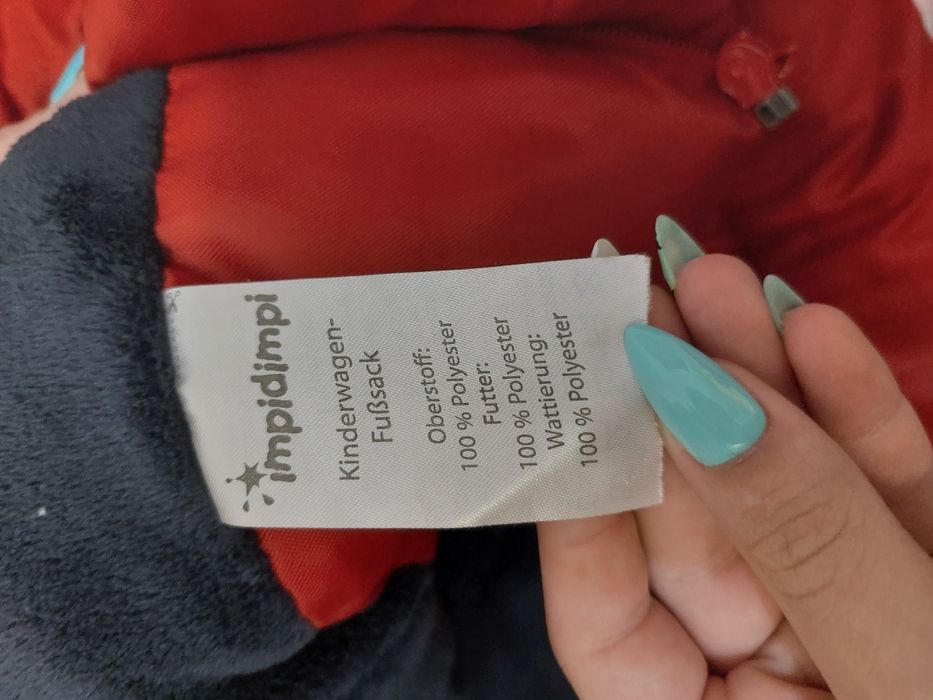 impidimpi
Kinderwagen-
Fußsack
Oberstoff:
100 % Polyester
Futter:
100 % Polyester
Wattierung:
100 % Polyester